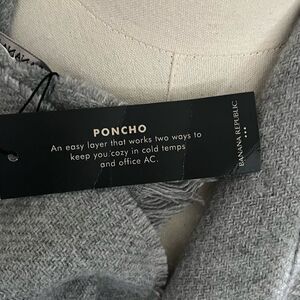 PONCHO
An easy layer that works two ways to
keep you cozy in cold temps
and office AC.
BANANA REPUBLIC